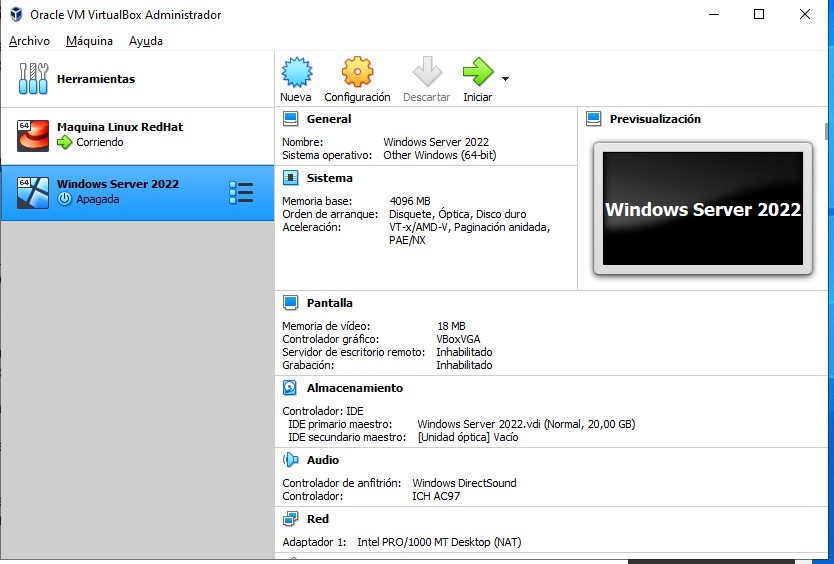 Oracle VM VirtualBox Administrador
Archivo Máquina Ayuda
Herramientas
64
Maquina Linux RedHat
Corriendo
64
Windows Server 2022
Apagada
Nueva Configuración Descartar Iniciar
General
Nombre: Windows Server 2022
Sistema operativo: Other Windows (64-bit)
Previsualización
Windows Server 2022
Sistema
Memoria base: 4096 MB
Orden de arranque: Disquete, Óptica, Disco duro
Aceleración: VT-x/AMD-V, Paginación anidada,
PAE/NX
Pantalla
Memoria de vídeo: 18 MB
Controlador gráfico: VBoxVGA
Servidor de escritorio remoto: Inhabilitado
Grabación: Inhabilitado
Almacenamiento
Controlador: IDE
IDE primario maestro: Windows Server 2022.vdi (Normal, 20,00 GB)
IDE secundario maestro: [Unidad óptica] Vacío
Audio
Controlador de anfitrión: Windows DirectSound
Controlador: ICH AC97
Red
Adaptador 1: Intel PRO/1000 MT Desktop (NAT)